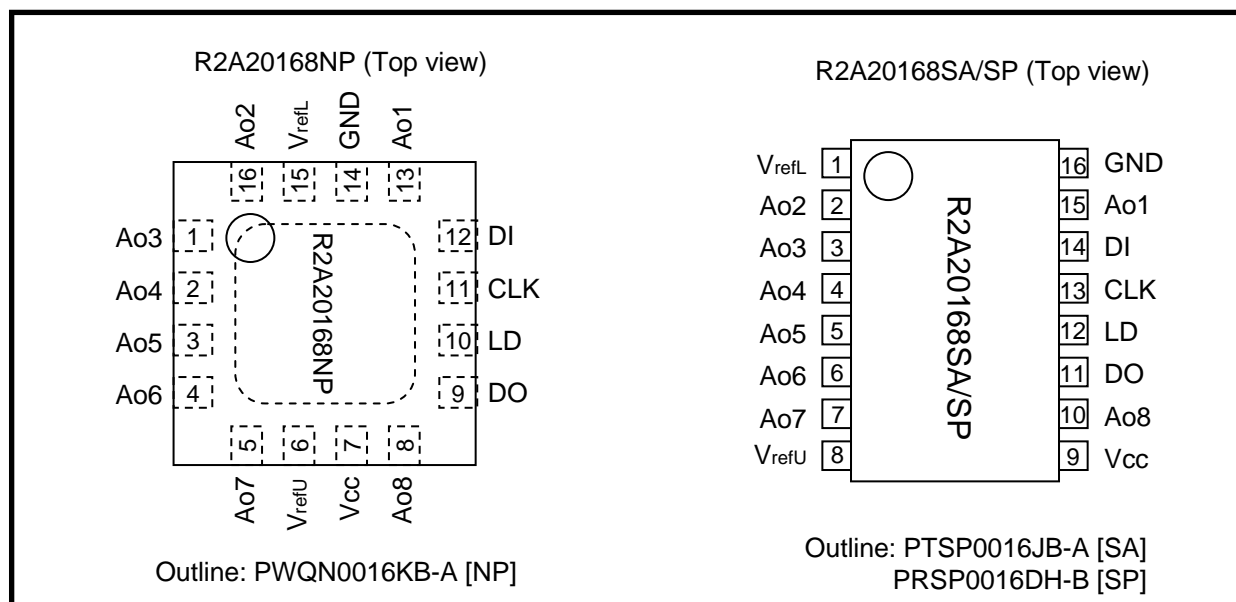 R2A20168NP (Top view)
Ao2 VrefL GND Ao1
16 15 14 13
Ao3 1
Ao4 2
Ao5 3
Ao6 4
R2A20168NP
12 DI
11 CLK
10 LD
9 DO
5 6 7 8
Ao7 VrefU Vcc Ao8
Outline: PWQN0016KB-A [NP]
R2A20168SA/SP (Top view)
VrefL 1
Ao2 2
Ao3 3
Ao4 4
Ao5 5
Ao6 6
Ao7 7
VrefU 8
R2A20168SA/SP
16 GND
15 Ao1
14 DI
13 CLK
12 LD
11 DO
10 Ao8
9 Vcc
Outline: PTSP0016JB-A [SA]
PRSP0016DH-B [SP]